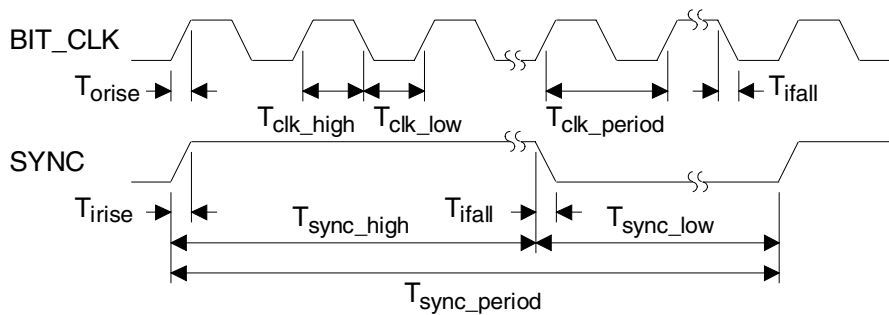 BIT_CLK
Torise
Tifall
Tclk_high
Tclk_low
Tclk_period
SYNC
Tirise
Tsync_high
Tifall
Tsync_low
Tsync_period